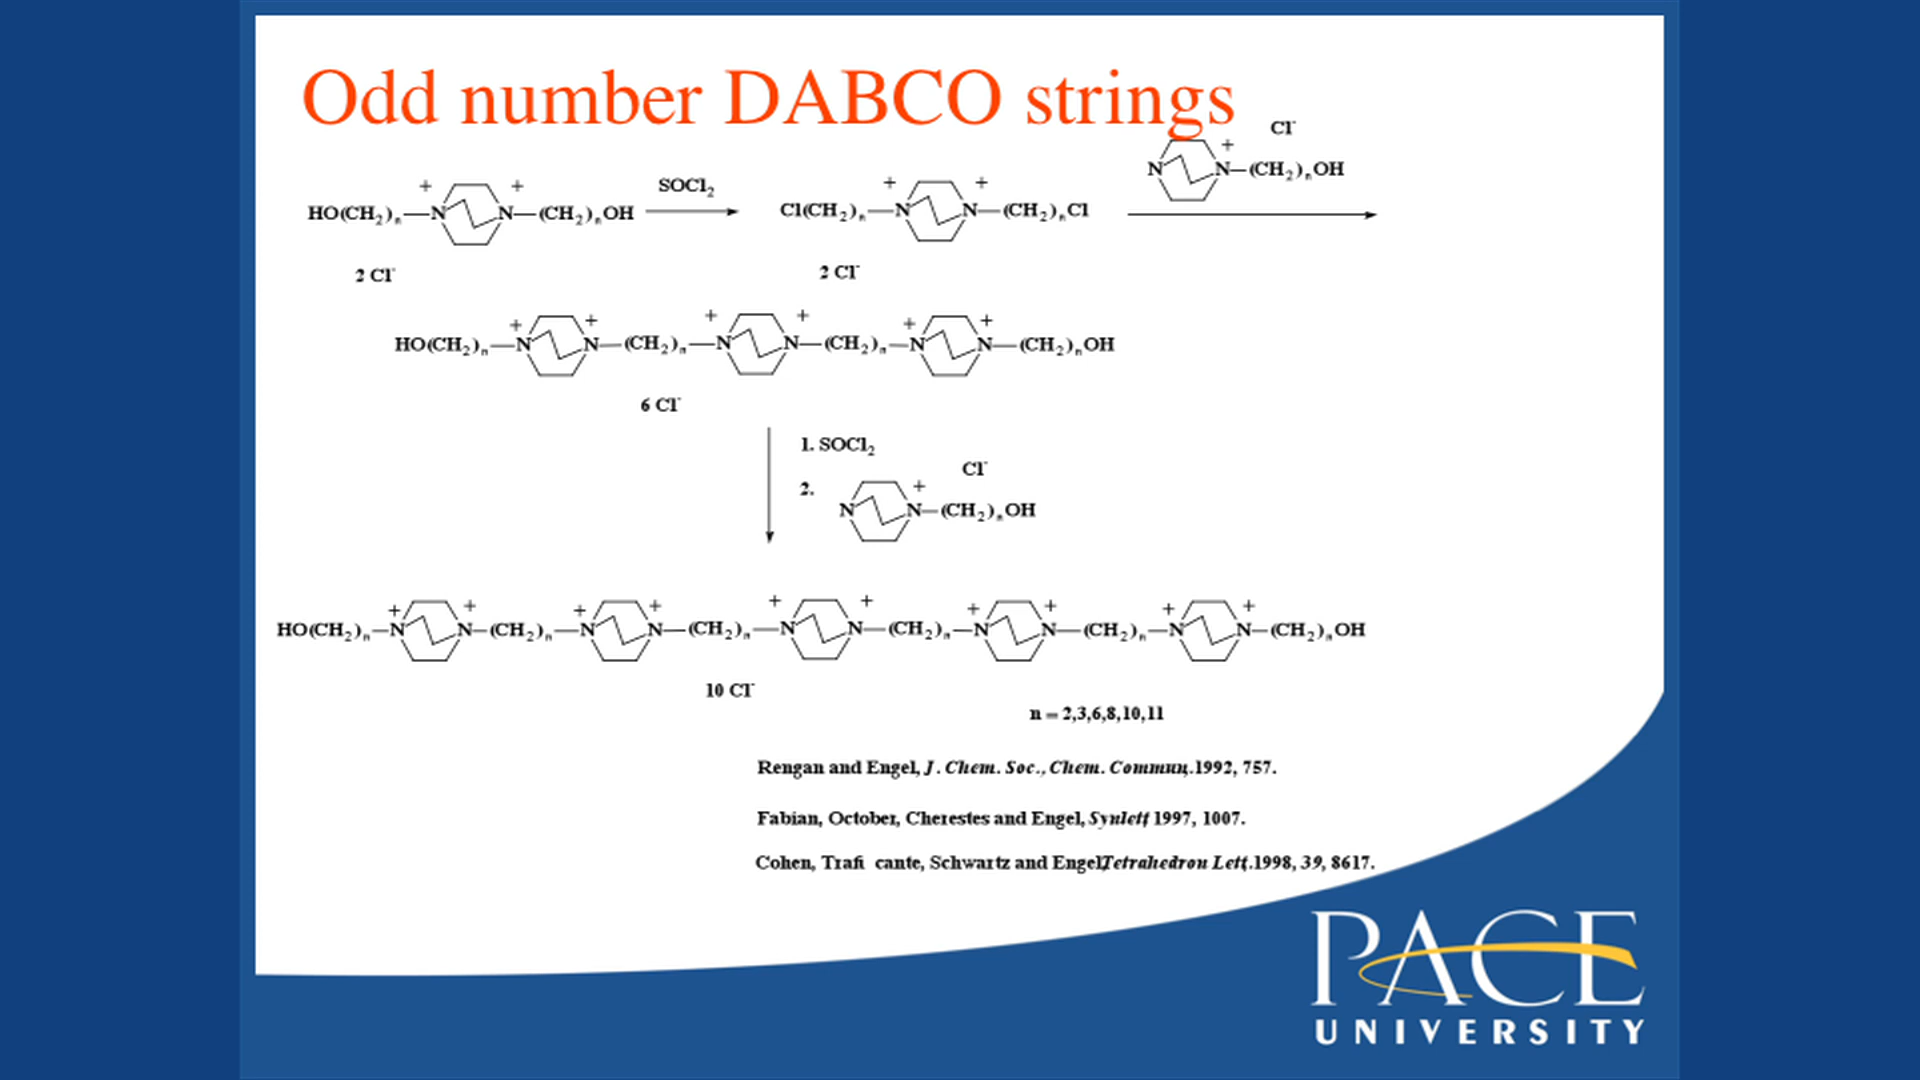 Odd number DABCO strings
Cl⁻
HO(CH₂)ₙ—N⁺ N⁺—(CH₂)ₙOH SOCl₂ Cl(CH₂)ₙ—N⁺ N⁺—(CH₂)ₙCl N N⁺—(CH₂)ₙOH
2 Cl⁻ 2 Cl⁻
HO(CH₂)ₙ—N⁺ N⁺—(CH₂)ₙ—N⁺ N⁺—(CH₂)ₙ—N⁺ N⁺—(CH₂)ₙOH
6 Cl⁻
1. SOCl₂
Cl⁻
2. N N⁺—(CH₂)ₙOH
HO(CH₂)ₙ—N⁺ N⁺—(CH₂)ₙ—N⁺ N⁺—(CH₂)ₙ—N⁺ N⁺—(CH₂)ₙ—N⁺ N⁺—(CH₂)ₙ—N⁺ N⁺—(CH₂)ₙOH
10 Cl⁻
n = 2,3,6,8,10,11
Rengan and Engel, J. Chem. Soc., Chem. Commun,.1992, 757.
Fabian, October, Cherestes and Engel, Synlett, 1997, 1007.
Cohen, Trafi cante, Schwartz and Engel,Tetrahedron Lett,.1998, 39, 8617.
PACE
UNIVERSITY